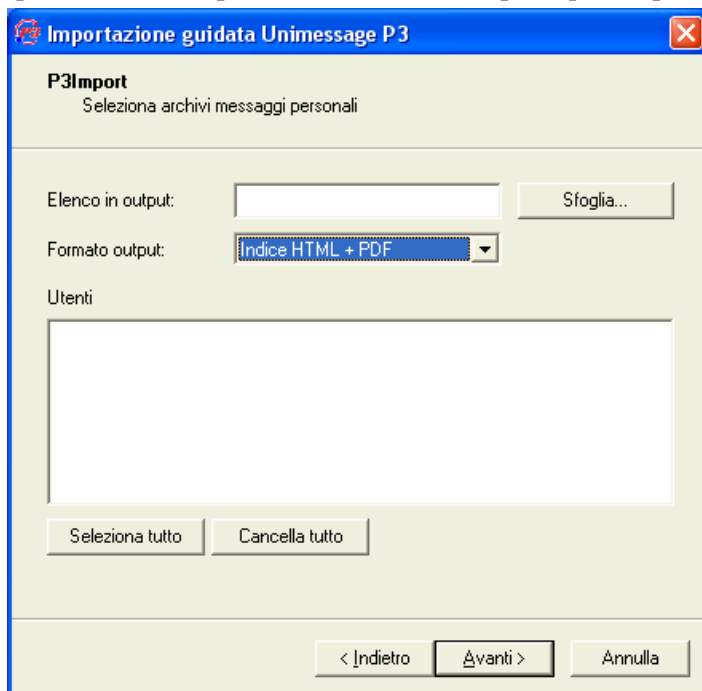 Importazione guidata Unimessage P3
P3Import
Seleziona archivi messaggi personali
Elenco in output:
Sfoglia...
Formato output:
Indice HTML + PDF
Utenti
Seleziona tutto
Cancella tutto
< Indietro
Avanti >
Annulla